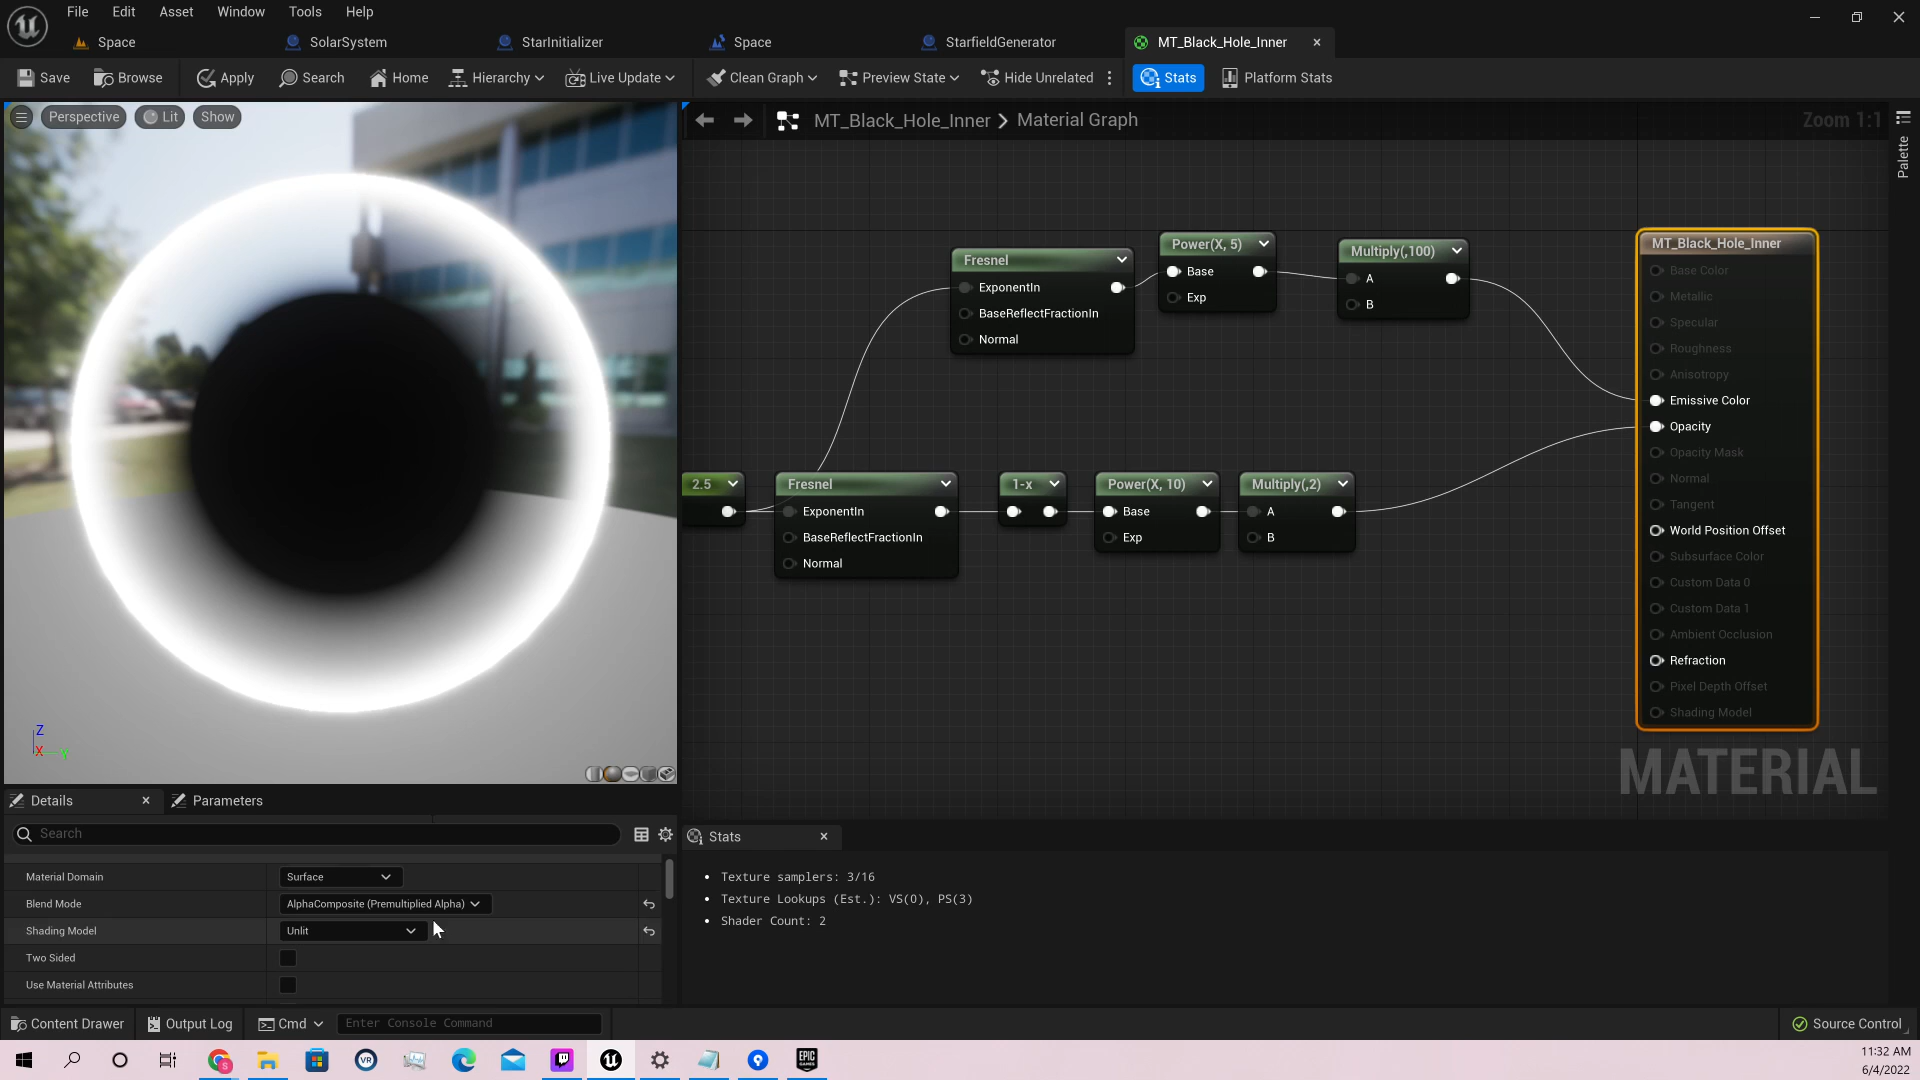 File Edit Asset Window Tools Help
Space SolarSystem StarInitializer Space StarfieldGenerator MT_Black_Hole_Inner
Save Browse Apply Search Home Hierarchy Live Update Clean Graph Preview State Hide Unrelated Stats Platform Stats
Perspective Lit Show
MT_Black_Hole_Inner Material Graph
Zoom 1:1
Palette
Fresnel
ExponentIn
BaseReflectFractionIn
Normal
Power(X, 5)
Base
Exp
Multiply(,100)
A
B
2.5
Fresnel
ExponentIn
BaseReflectFractionIn
Normal
1-x
Power(X, 10)
Base
Exp
Multiply(,2)
A
B
MT_Black_Hole_Inner
Base Color
Metallic
Specular
Roughness
Anisotropy
Emissive Color
Opacity
Opacity Mask
Normal
Tangent
World Position Offset
Subsurface Color
Custom Data 0
Custom Data 1
Ambient Occlusion
Refraction
Pixel Depth Offset
Shading Model
MATERIAL
Z
X
Y
Details Parameters
Search
Material Domain Surface
Blend Mode AlphaComposite (Premultiplied Alpha)
Shading Model Unlit
Two Sided
Use Material Attributes
Stats
Texture samplers: 3/16
Texture Lookups (Est.): VS(0), PS(3)
Shader Count: 2
Content Drawer Output Log Cmd Enter Console Command Source Control
VR
EPIC GAMES
11:32 AM
6/4/2022